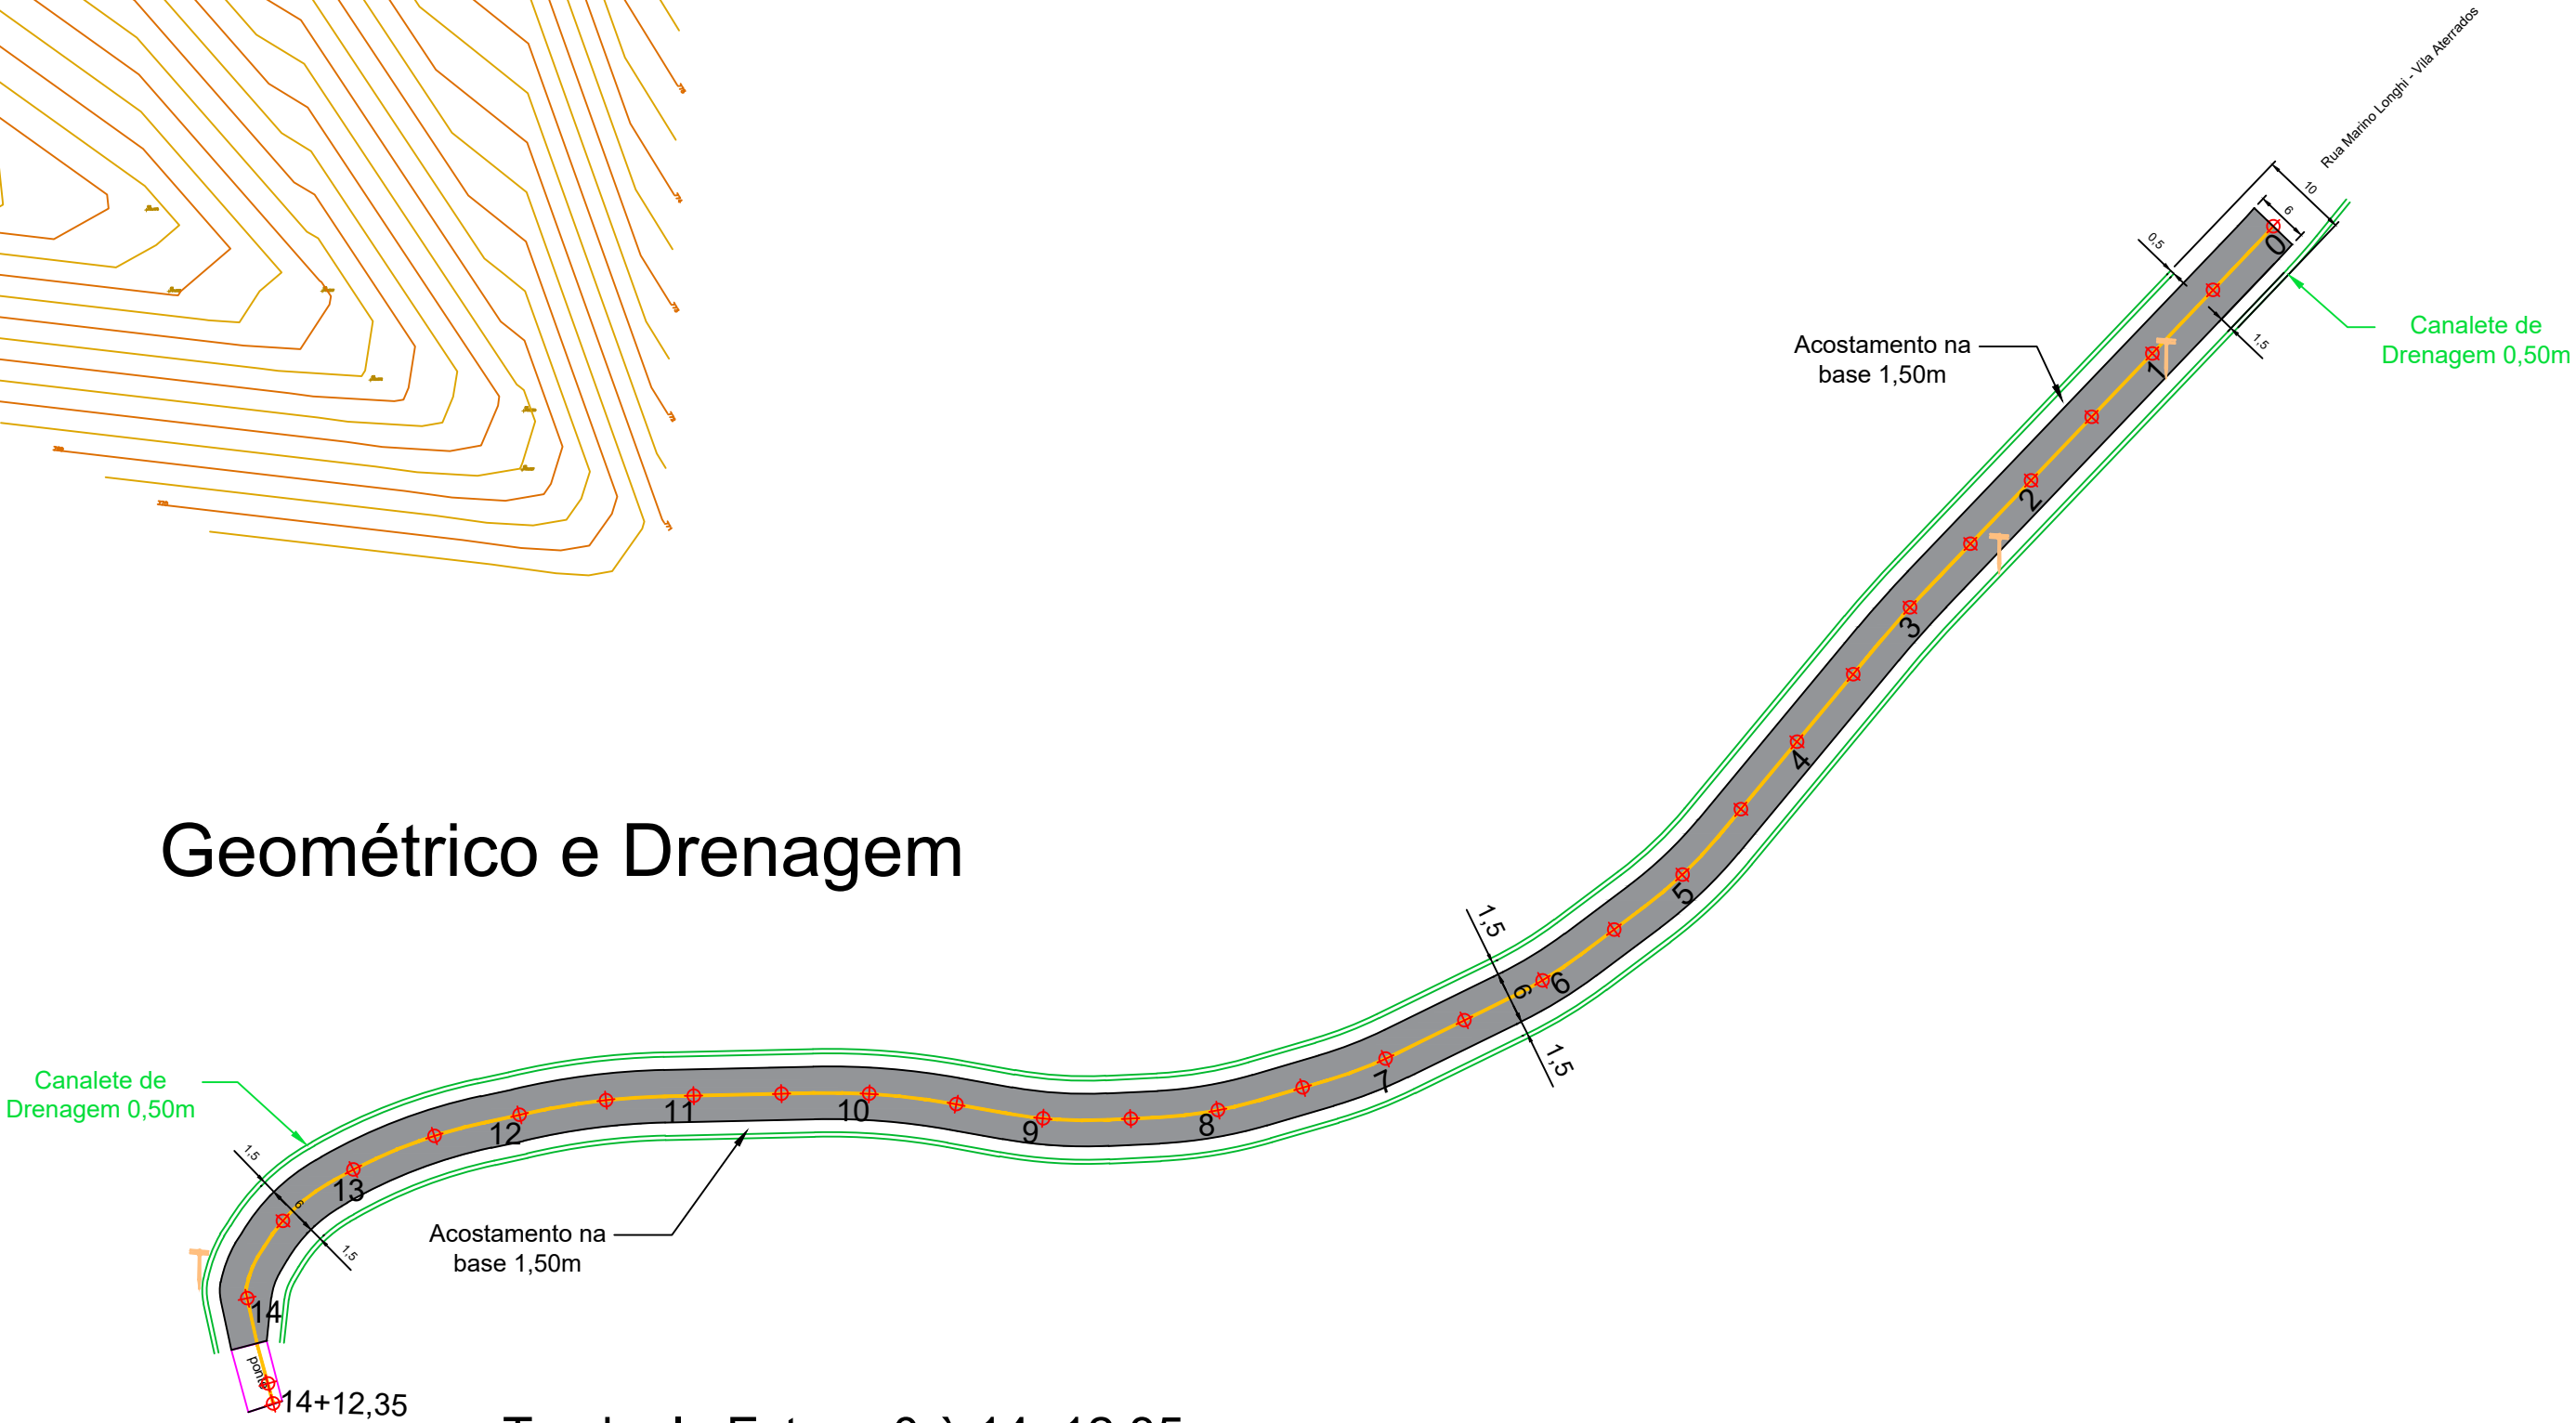 Rua Marino Longhi - Vila Aterrados
10
6
0,5
0
1,5
Canalete de
Drenagem 0,50m
Acostamento na
base 1,50m
1
2
3
4
5
Geométrico e Drenagem
1,5
6
6
1,5
7
8
9
10
11
12
13
14
Canalete de
Drenagem 0,50m
1,5
6
1,5
Acostamento na
base 1,50m
ponte
14+12,35